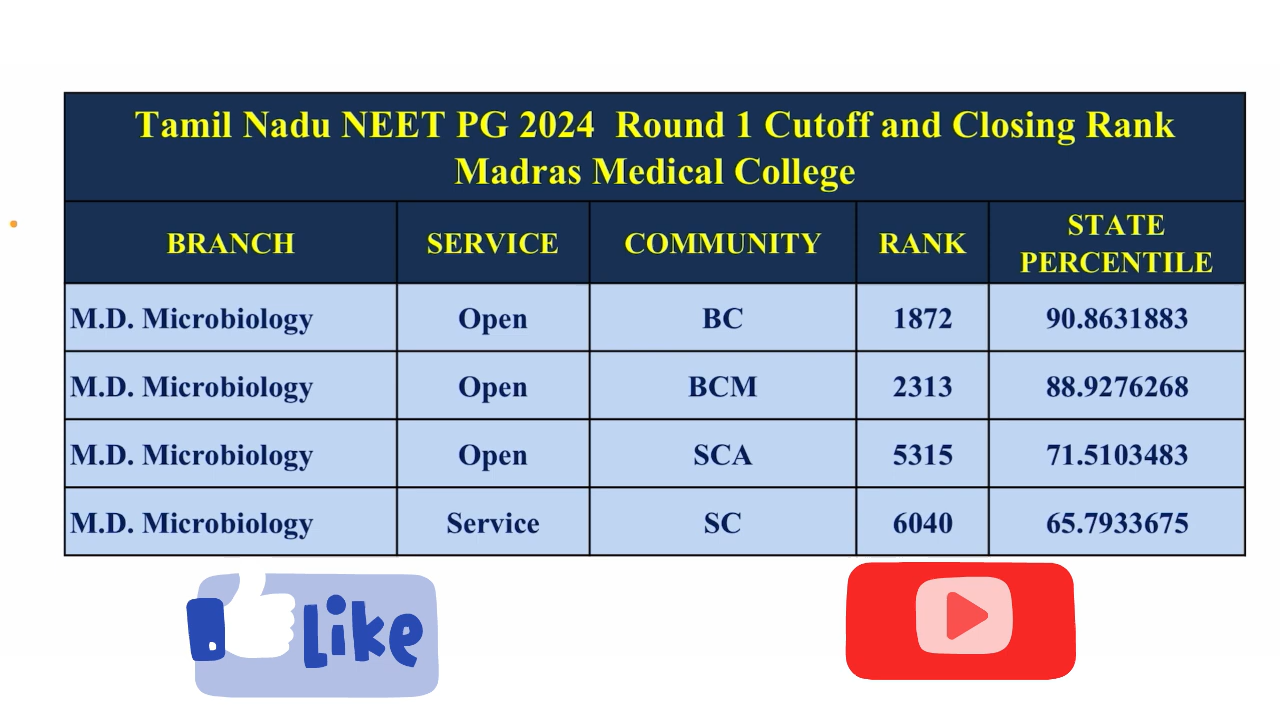 Tamil Nadu NEET PG 2024 Round 1 Cutoff and Closing Rank
Madras Medical College
BRANCH SERVICE COMMUNITY RANK STATE PERCENTILE
M.D. Microbiology Open BC 1872 90.8631883
M.D. Microbiology Open BCM 2313 88.9276268
M.D. Microbiology Open SCA 5315 71.5103483
M.D. Microbiology Service SC 6040 65.7933675
Like